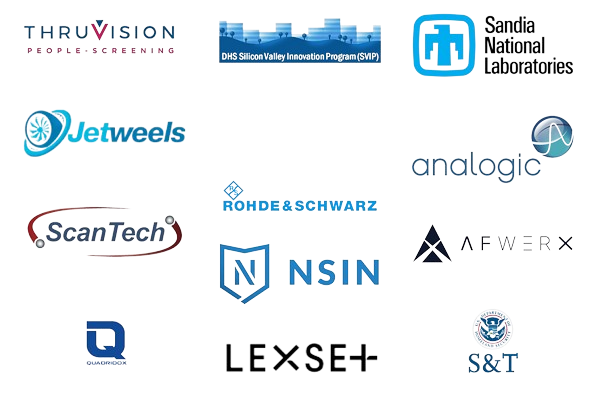 THRUVISION
PEOPLE-SCREENING
DHS Silicon Valley Innovation Program (SVIP)
Sandia
National
Laboratories
Jetweels
analogic
ROHDE & SCHWARZ
ScanTech
AFWERX
N NSIN
QUADRIDOX
LEXSET
S&T